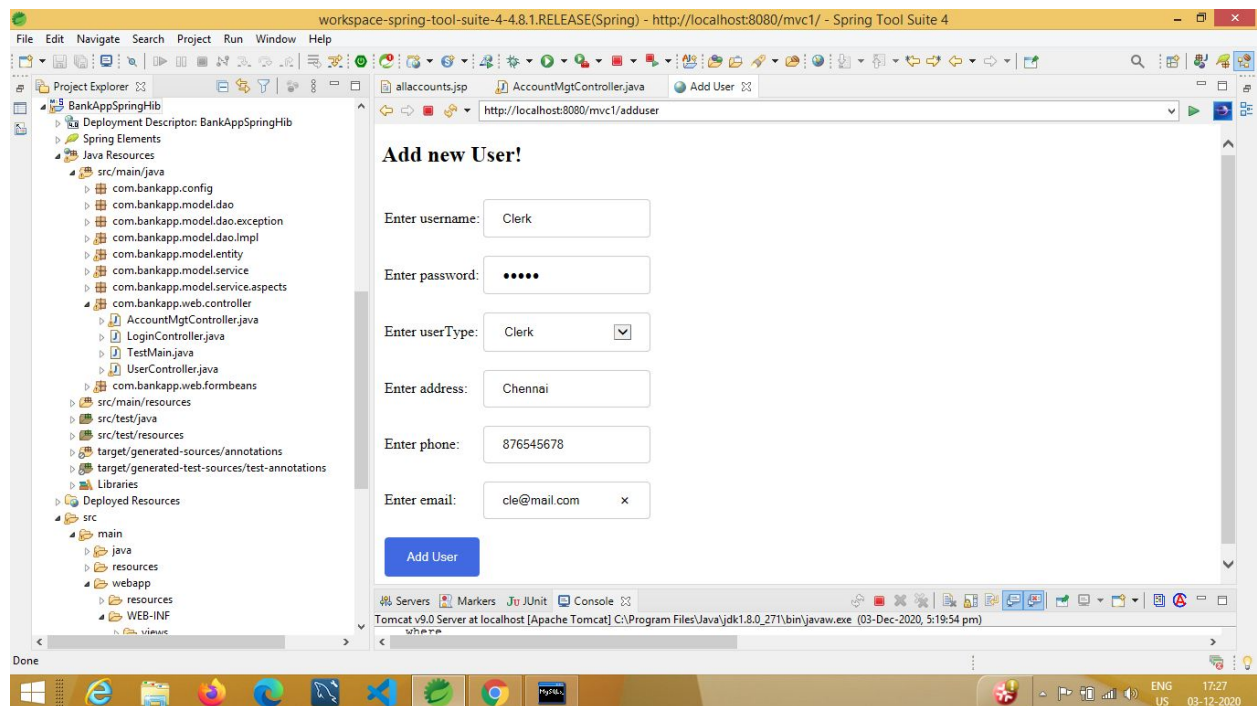 workspace-spring-tool-suite-4-4.8.1.RELEASE(Spring) - http://localhost:8080/mvc1/ - Spring Tool Suite 4
File Edit Navigate Search Project Run Window Help
Project Explorer
BankAppSpringHib
Deployment Descriptor: BankAppSpringHib
Spring Elements
Java Resources
src/main/java
com.bankapp.config
com.bankapp.model.dao
com.bankapp.model.dao.exception
com.bankapp.model.dao.Impl
com.bankapp.model.entity
com.bankapp.model.service
com.bankapp.model.service.aspects
com.bankapp.web.controller
AccountMgtController.java
LoginController.java
TestMain.java
UserController.java
com.bankapp.web.formbeans
src/main/resources
src/test/java
src/test/resources
target/generated-sources/annotations
target/generated-test-sources/test-annotations
Libraries
Deployed Resources
src
main
java
resources
webapp
resources
WEB-INF
views
allaccounts.jsp AccountMgtController.java Add User
http://localhost:8080/mvc1/adduser
Add new User!
Enter username: Clerk
Enter password: •••••
Enter userType: Clerk
Enter address: Chennai
Enter phone: 876545678
Enter email: cle@mail.com
Add User
Servers Markers JUnit Console
Tomcat v9.0 Server at localhost [Apache Tomcat] C:\Program Files\Java\jdk1.8.0_271\bin\javaw.exe (03-Dec-2020, 5:19:54 pm)
where
Done
MySQL
ENG 17:27
US 03-12-2020